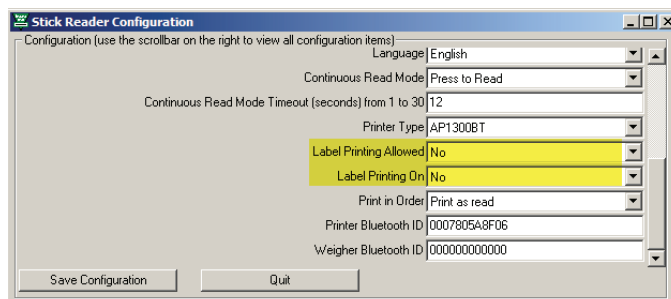 Stick Reader Configuration
Configuration (use the scrollbar on the right to view all configuration items)
Language English
Continuous Read Mode Press to Read
Continuous Read Mode Timeout (seconds) from 1 to 30 12
Printer Type AP1300BT
Label Printing Allowed No
Label Printing On No
Print in Order Print as read
Printer Bluetooth ID 0007805A8F06
Weigher Bluetooth ID 000000000000
Save Configuration Quit